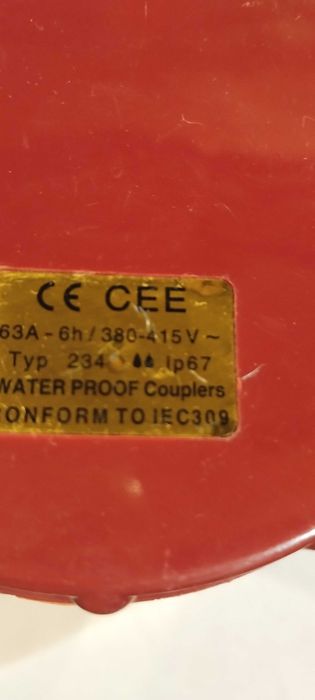 CE CEE
63A - 6h / 380-415V ~
Typ 234 💧💧 Ip67
WATER PROOF Couplers
CONFORM TO IEC309